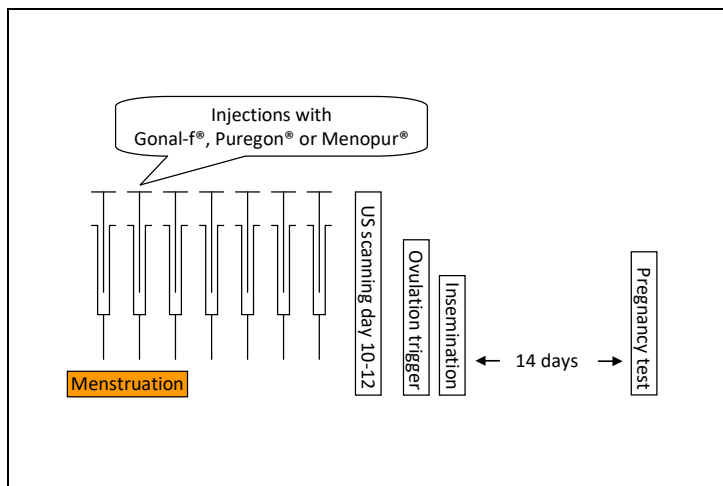 Injections with
Gonal-f®, Puregon® or Menopur®
US scanning day 10-12
Ovulation trigger
Insemination
14 days
Pregnancy test
Menstruation